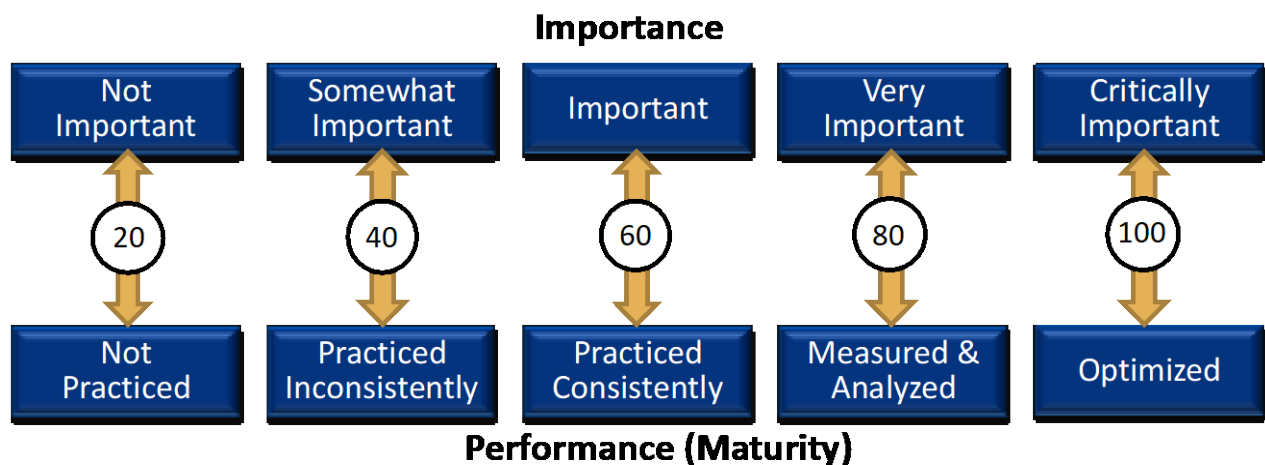 Importance
Not
Important
Somewhat
Important
Important
Very
Important
Critically
Important
20
40
60
80
100
Not
Practiced
Practiced
Inconsistently
Practiced
Consistently
Measured &
Analyzed
Optimized
Performance (Maturity)